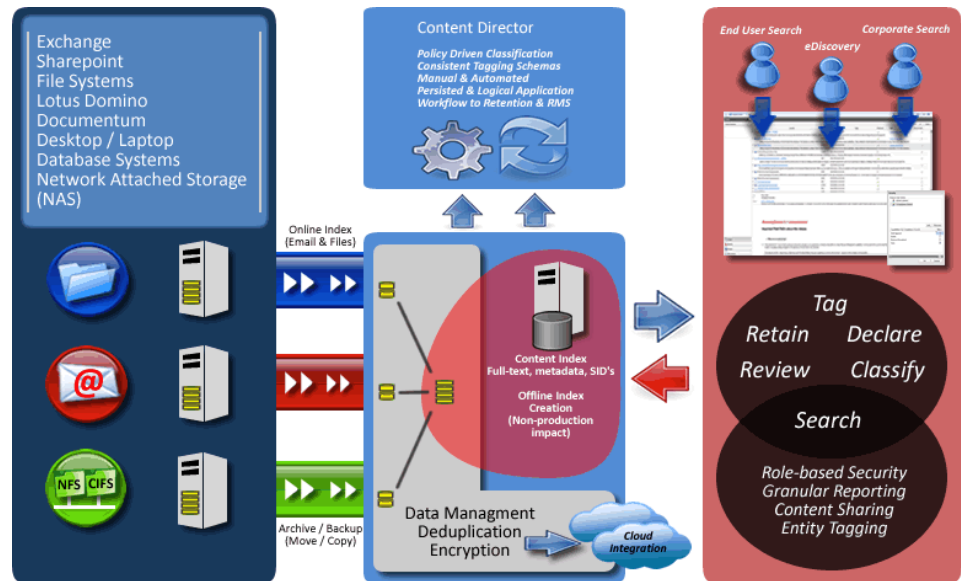 Exchange
Sharepoint
File Systems
Lotus Domino
Documentum
Desktop / Laptop
Database Systems
Network Attached Storage
(NAS)
Online Index
(Email & Files)
@
NFS CIFS
Archive / Backup
(Move / Copy)
Content Director
Policy Driven Classification
Consistent Tagging Schemas
Manual & Automated
Persisted & Logical Application
Workflow to Retention & RMS
Content Index
Full-text, metadata, SID's
Offline Index
Creation
(Non-production
impact)
Data Managment
Deduplication
Encryption
Cloud
Integration
End User Search
eDiscovery
Corporate Search
Tag
Retain Declare
Review Classify
Search
Role-based Security
Granular Reporting
Content Sharing
Entity Tagging